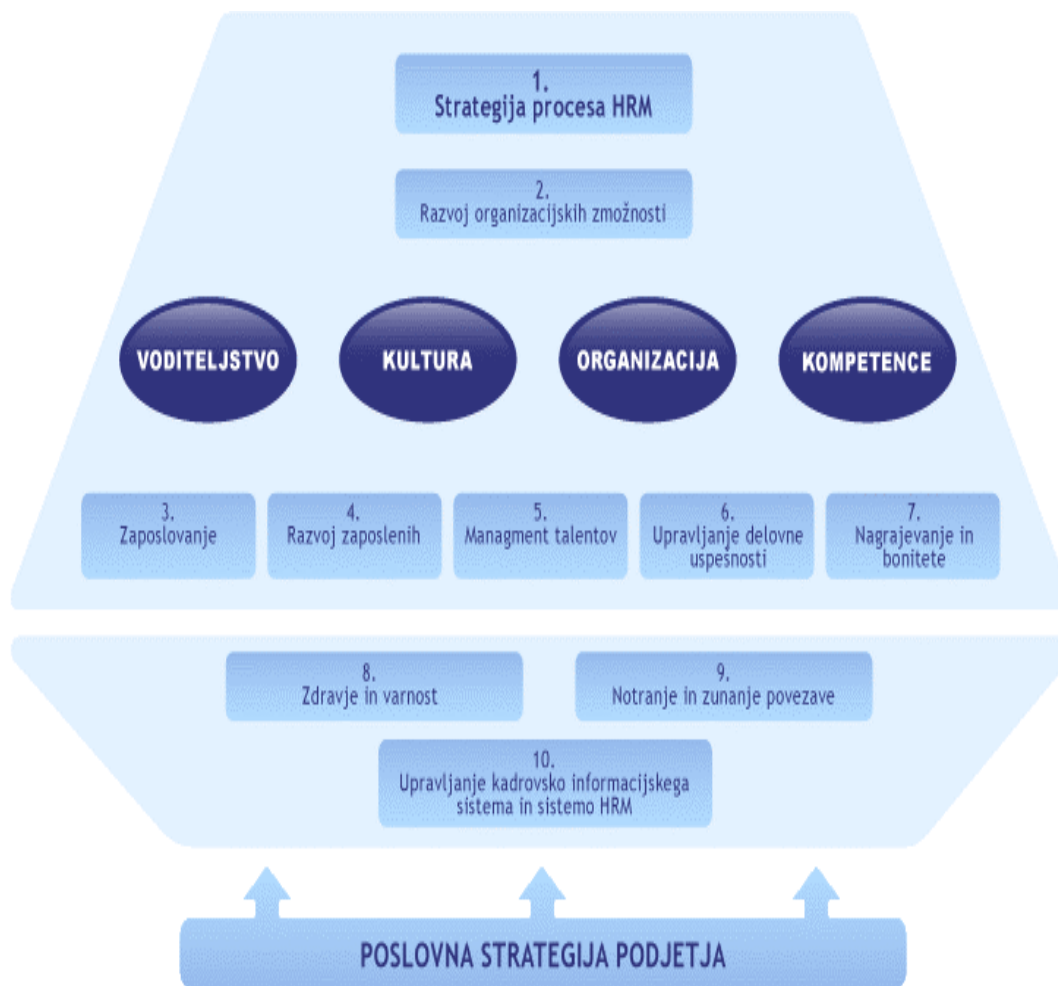 1.
Strategija procesa HRM
2.
Razvoj organizacijskih zmožnosti
VODITELJSTVO
KULTURA
ORGANIZACIJA
KOMPETENCE
3.
Zaposlovanje
4.
Razvoj zaposlenih
5.
Managment talentov
6.
Upravljanje delovne
uspešnosti
7.
Nagrajevanje in
bonitete
8.
Zdravje in varnost
9.
Notranje in zunanje povezave
10.
Upravljanje kadrovsko informacijskega
sistema in sistemo HRM
POSLOVNA STRATEGIJA PODJETJA